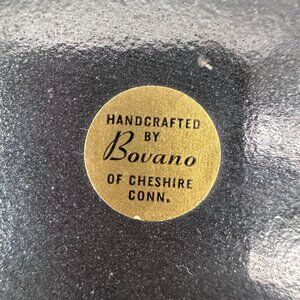 HANDCRAFTED
BY
Bovano
OF CHESHIRE
CONN.